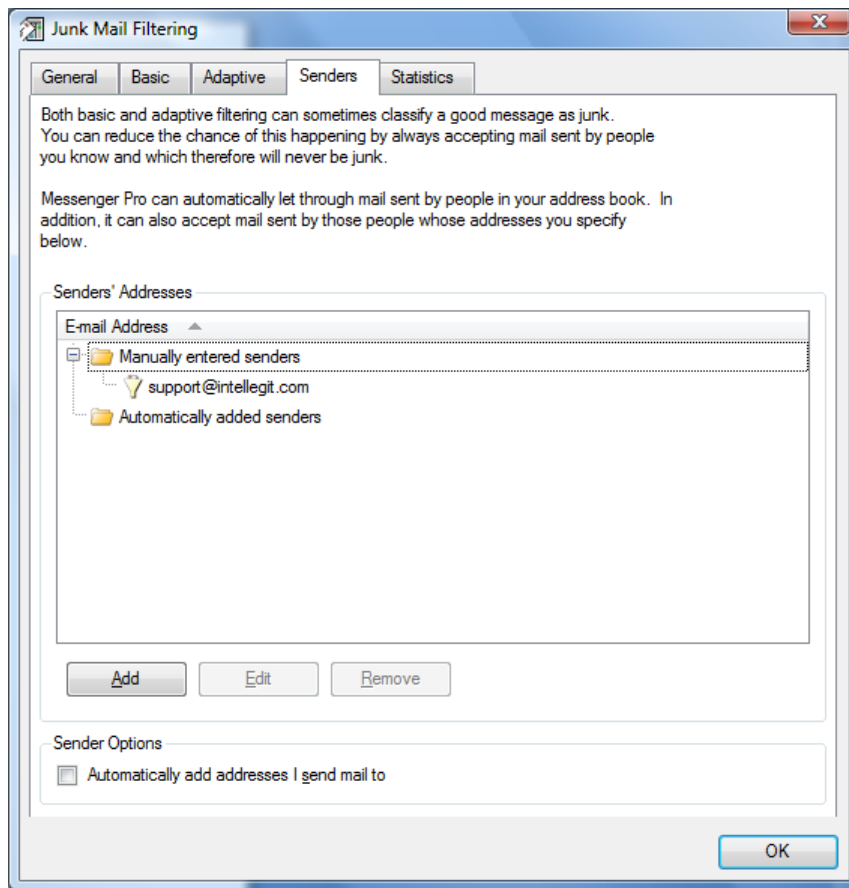 Junk Mail Filtering
General Basic Adaptive Senders Statistics
Both basic and adaptive filtering can sometimes classify a good message as junk.
You can reduce the chance of this happening by always accepting mail sent by people
you know and which therefore will never be junk.
Messenger Pro can automatically let through mail sent by people in your address book. In
addition, it can also accept mail sent by those people whose addresses you specify
below.
Senders' Addresses
E-mail Address
Manually entered senders
support@intellegit.com
Automatically added senders
Add Edit Remove
Sender Options
Automatically add addresses I send mail to
OK